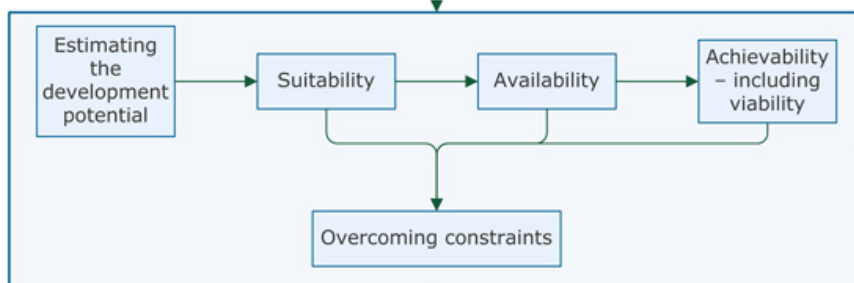 Estimating
the
development
potential
Suitability
Availability
Achievability
– including
viability
Overcoming constraints